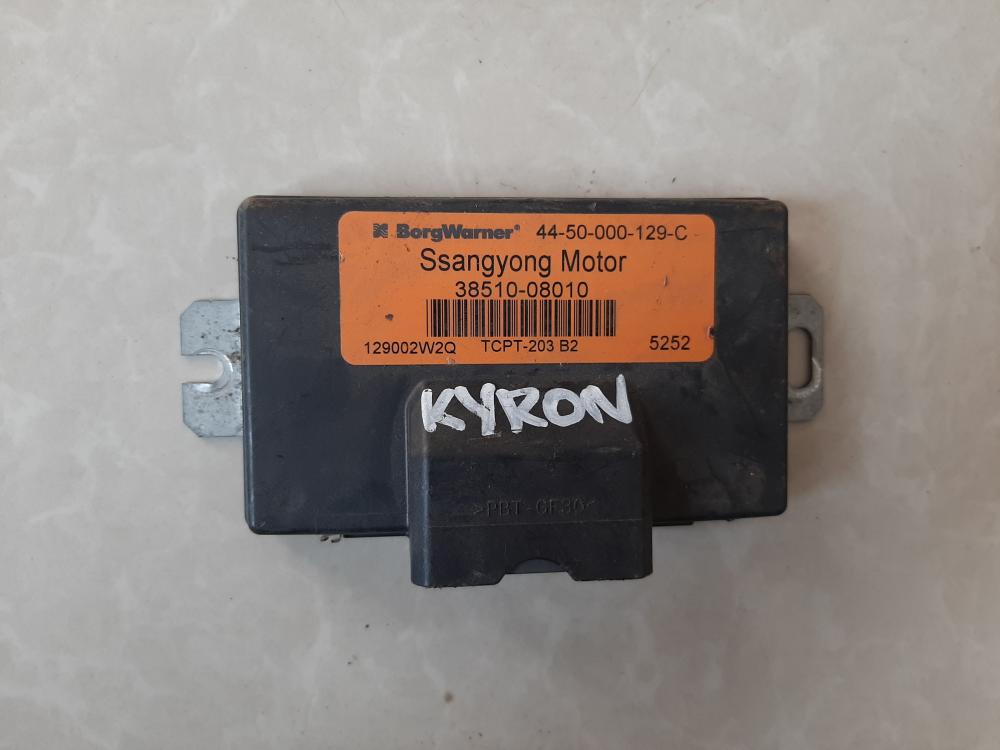 BorgWarner® 44-50-000-129-C
Ssangyong Motor
38510-08010
129002W2Q TCPT-203 B2 5252
KYRON
>PBT-GF30<